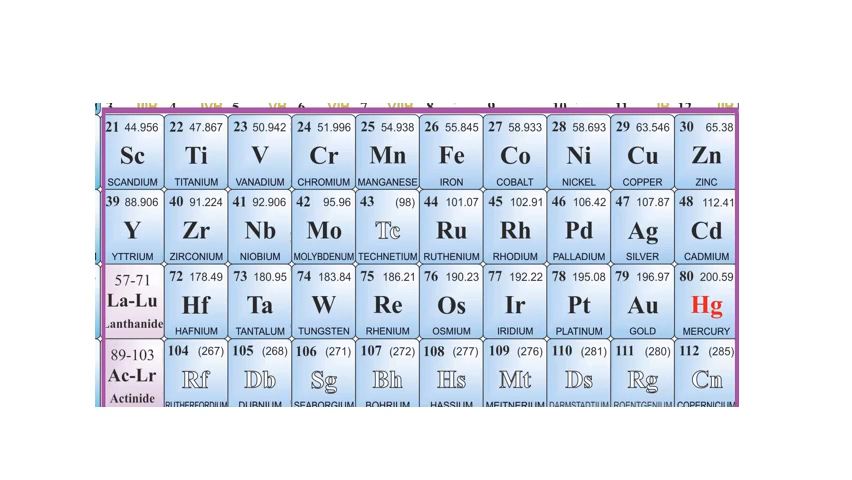 21 44.956 22 47.867 23 50.942 24 51.996 25 54.938 26 55.845 27 58.933 28 58.693 29 63.546 30 65.38
Sc Ti V Cr Mn Fe Co Ni Cu Zn
SCANDIUM TITANIUM VANADIUM CHROMIUM MANGANESE IRON COBALT NICKEL COPPER ZINC
39 88.906 40 91.224 41 92.906 42 95.96 43 (98) 44 101.07 45 102.91 46 106.42 47 107.87 48 112.41
Y Zr Nb Mo Tc Ru Rh Pd Ag Cd
YTTRIUM ZIRCONIUM NIOBIUM MOLYBDENUM TECHNETIUM RUTHENIUM RHODIUM PALLADIUM SILVER CADMIUM
57-71 72 178.49 73 180.95 74 183.84 75 186.21 76 190.23 77 192.22 78 195.08 79 196.97 80 200.59
La-Lu Hf Ta W Re Os Ir Pt Au Hg
Lanthanide HAFNIUM TANTALUM TUNGSTEN RHENIUM OSMIUM IRIDIUM PLATINUM GOLD MERCURY
89-103 104 (267) 105 (268) 106 (271) 107 (272) 108 (277) 109 (276) 110 (281) 111 (280) 112 (285)
Ac-Lr Rf Db Sg Bh Hs Mt Ds Rg Cn
Actinide RUTHERFORDIUM DUBNIUM SEABORGIUM BOHRIUM HASSIUM MEITNERIUM DARMSTADTIUM ROENTGENIUM COPERNICIUM